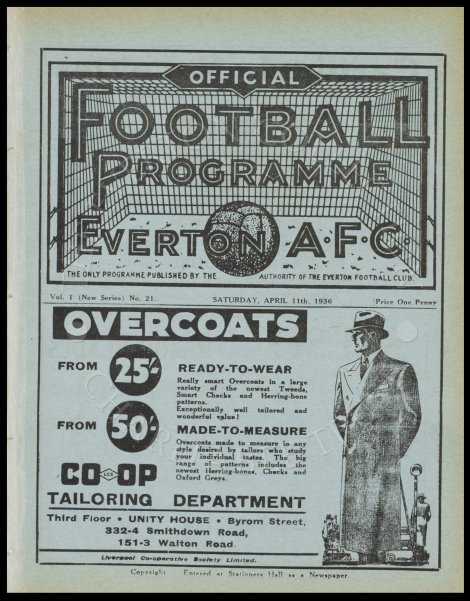 OFFICIAL
FOOTBALL
PROGRAMME
EVERTON A.F.C.
THE ONLY PROGRAMME PUBLISHED BY THE AUTHORITY OF THE EVERTON FOOTBALL CLUB.
Vol. 1 (New Series) No. 21. SATURDAY, APRIL 11th, 1936 Price One Penny
OVERCOATS
FROM 25/- READY-TO-WEAR
Really smart Overcoats in a large
variety of the newest Tweeds,
Smart Checks and Herring-bone
patterns.
Exceptionally well tailored and
wonderful value!
FROM 50/- MADE-TO-MEASURE
Overcoats made to measure in any
style desired by tailors who study
your individual tastes. The big
range of patterns includes the
newest Herring-bones, Checks and
Oxford Greys.
CO-OP
TAILORING DEPARTMENT
Third Floor • UNITY HOUSE • Byrom Street,
332-4 Smithdown Road,
151-3 Walton Road.
Liverpool Co-operative Society Limited.
Copyright. Entered at Stationers Hall as a Newspaper.